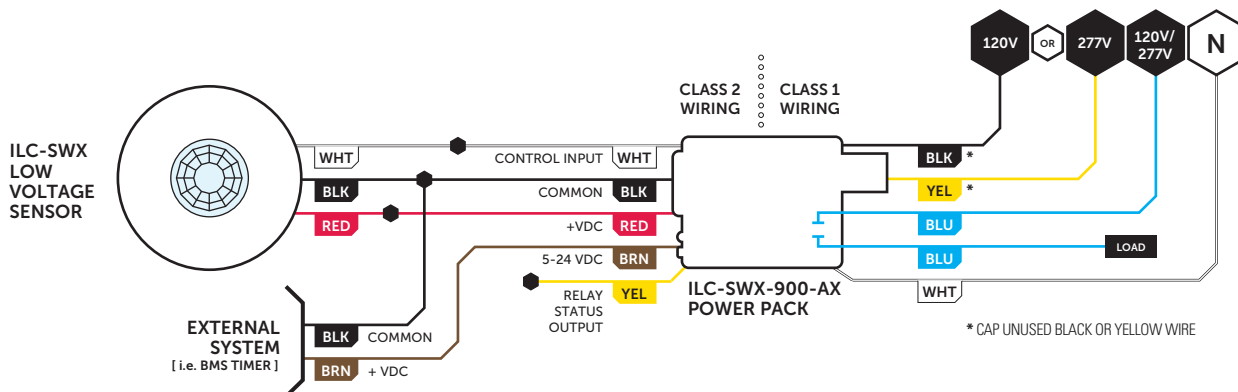 120V
OR
277V
120V/
277V
N
CLASS 2
WIRING
CLASS 1
WIRING
ILC-SWX
LOW
VOLTAGE
SENSOR
WHT
CONTROL INPUT
WHT
BLK
*
BLK
COMMON
BLK
YEL
*
RED
+VDC
RED
BLU
5-24 VDC
BRN
BLU
LOAD
RELAY
STATUS
OUTPUT
YEL
ILC-SWX-900-AX
POWER PACK
WHT
EXTERNAL
SYSTEM
[ i.e. BMS TIMER ]
BLK
COMMON
BRN
+ VDC
* CAP UNUSED BLACK OR YELLOW WIRE